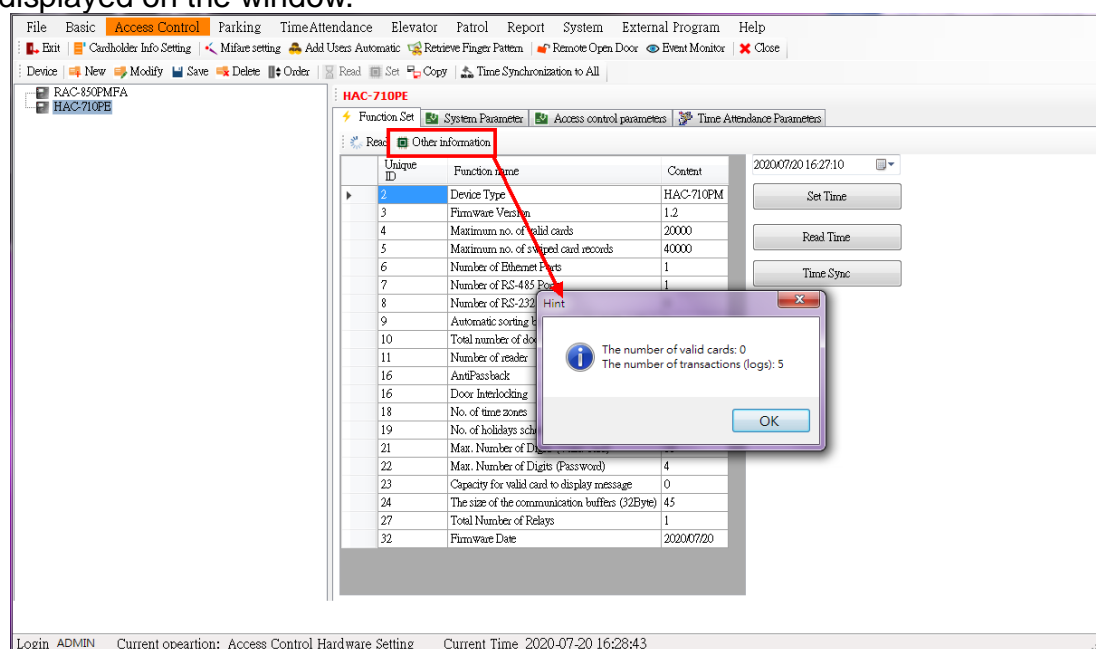 displayed on the window.
File Basic Access Control Parking TimeAttendance Elevator Patrol Report System External Program Help
Exit Cardholder Info Setting Mifare setting Add Users Automatic Retrieve Finger Pattern Remote Open Door Event Monitor Close
Device New Modify Save Delete Order Read Set Copy Time Synchronization to All
RAC-850PMFA
HAC-710PE
HAC-710PE
Function Set System Parameter Access control parameters Time Attendance Parameters
Read Other information
Unique ID Function name Content
2 Device Type HAC-710PM
3 Firmware Version 1.2
4 Maximum no. of valid cards 20000
5 Maximum no. of swiped card records 40000
6 Number of Ethernet Ports 1
7 Number of RS-485 Ports 1
8 Number of RS-232
9 Automatic sorting
10 Total number of
11 Number of reader
16 AntiPassback
16 Door Interlocking
18 No. of time zones
19 No. of holidays
21 Max. Number of
22 Max. Number of Digits (Password) 4
23 Capacity for valid card to display message 0
24 The size of the communication buffers (32Byte) 45
27 Total Number of Relays 1
32 Firmware Date 2020/07/20
2020/07/20 16:27:10
Set Time
Read Time
Time Sync
Hint
The number of valid cards: 0
The number of transactions (logs): 5
OK
Login ADMIN Current opeartion: Access Control Hardware Setting Current Time 2020-07-20 16:28:43